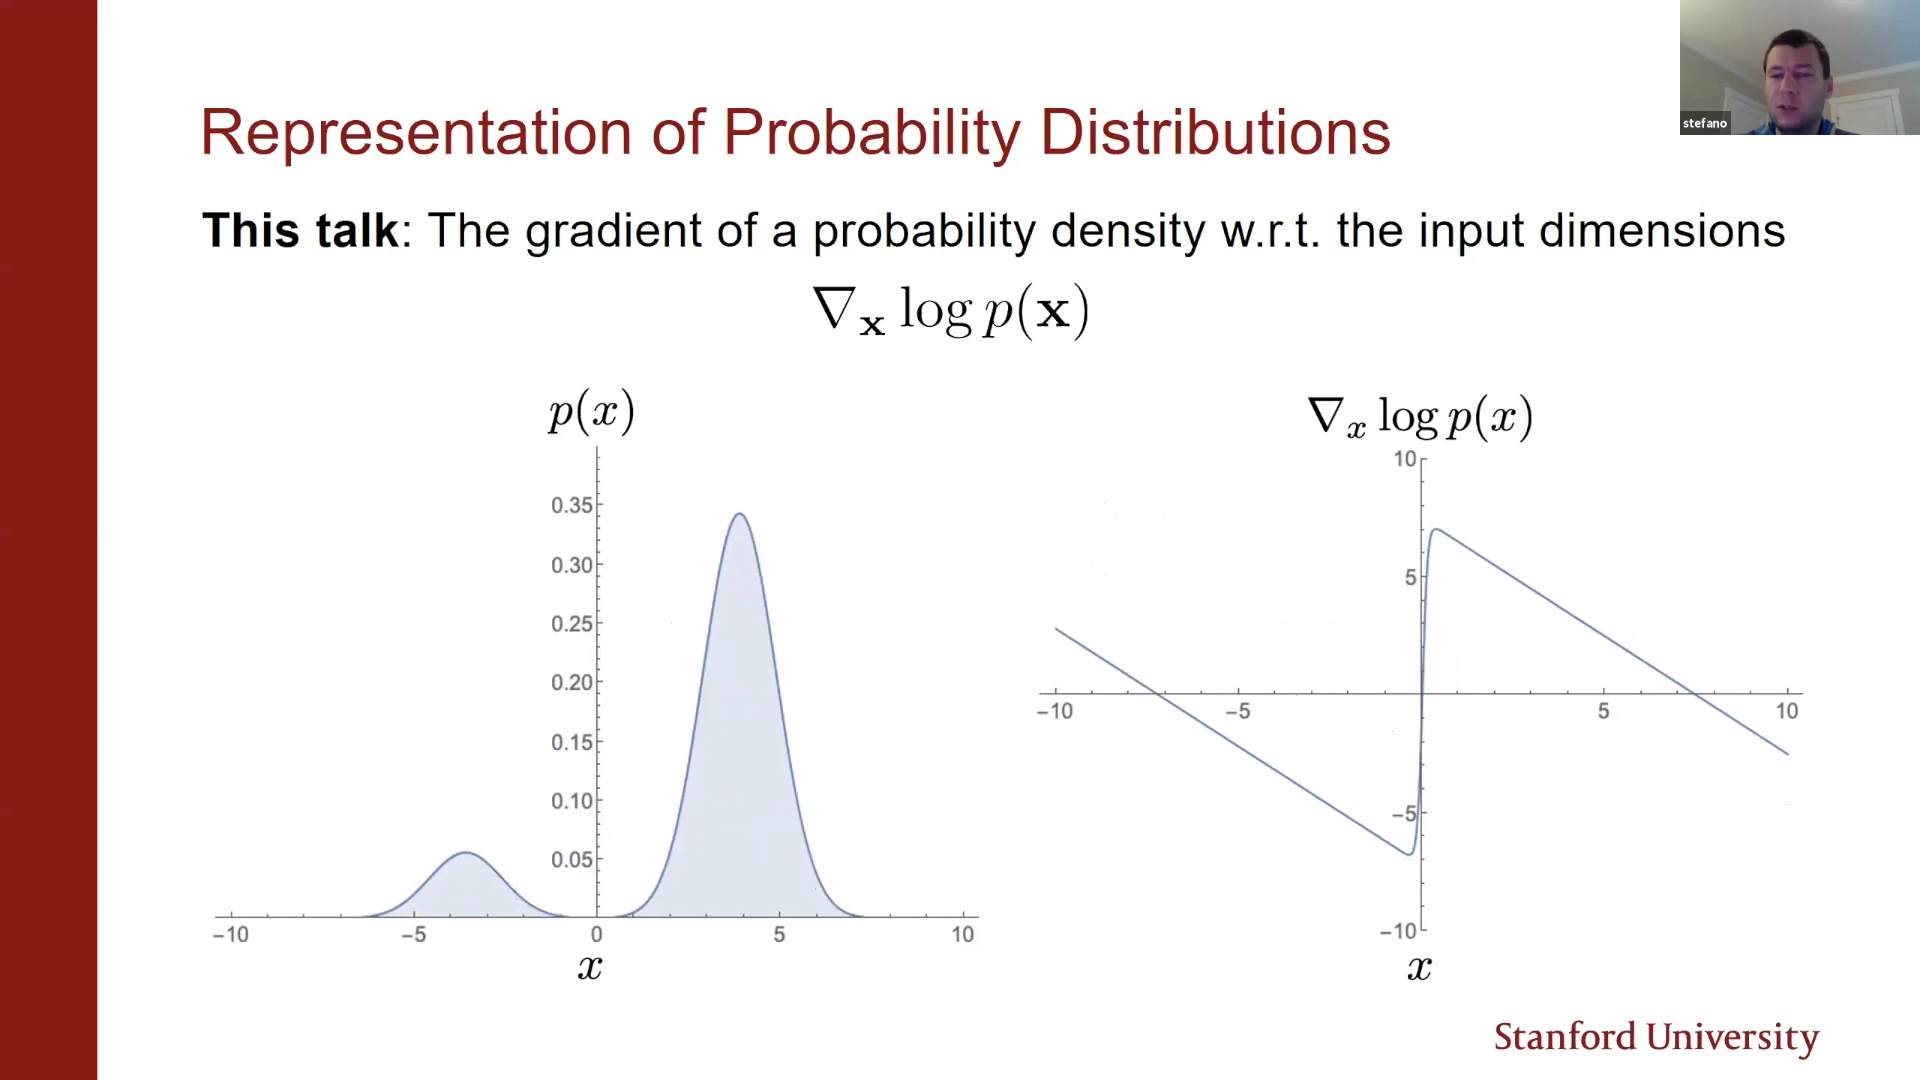 stefano
Representation of Probability Distributions
This talk: The gradient of a probability density w.r.t. the input dimensions
∇𝐱 log p(𝐱)
p(x)
0.35
0.30
0.25
0.20
0.15
0.10
0.05
−10 −5 0 5 10
x
∇x log p(x)
10
5
−10 −5 5 10
−5
−10
x
Stanford University